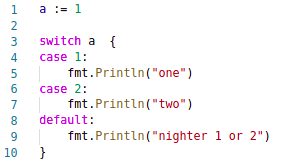 1 a := 1
2
3 switch a  {
4 case 1:
5     fmt.Println("one")
6 case 2:
7     fmt.Println("two")
8 default:
9     fmt.Println("nighter 1 or 2")
10 }